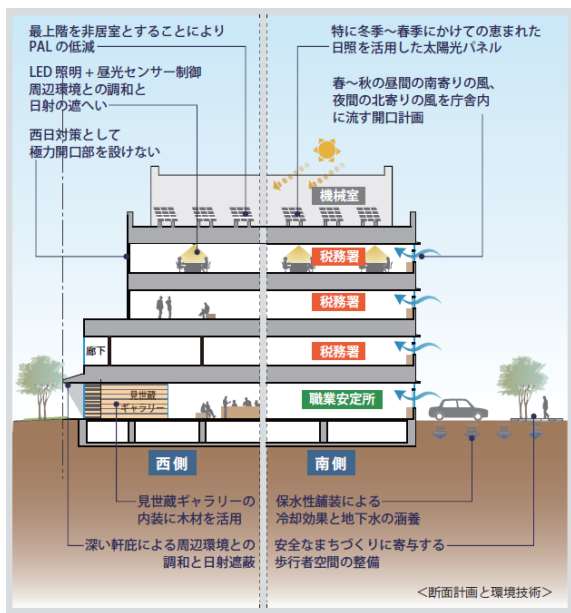 最上階を非居室とすることにより
PALの低減
LED照明＋昼光センサー制御
周辺環境との調和と
日射の遮へい
西日対策として
極力開口部を設けない
特に冬季～春季にかけての恵まれた
日照を活用した太陽光パネル
春～秋の昼間の南寄りの風、
夜間の北寄りの風を庁舎内
に流す開口計画
機械室
税務署
税務署
廊下
税務署
見世蔵
ギャラリー
職業安定所
西側
南側
見世蔵ギャラリーの
内装に木材を活用
深い軒庇による周辺環境との
調和と日射遮蔽
保水性舗装による
冷却効果と地下水の涵養
安全なまちづくりに寄与する
歩行者空間の整備
＜断面計画と環境技術＞